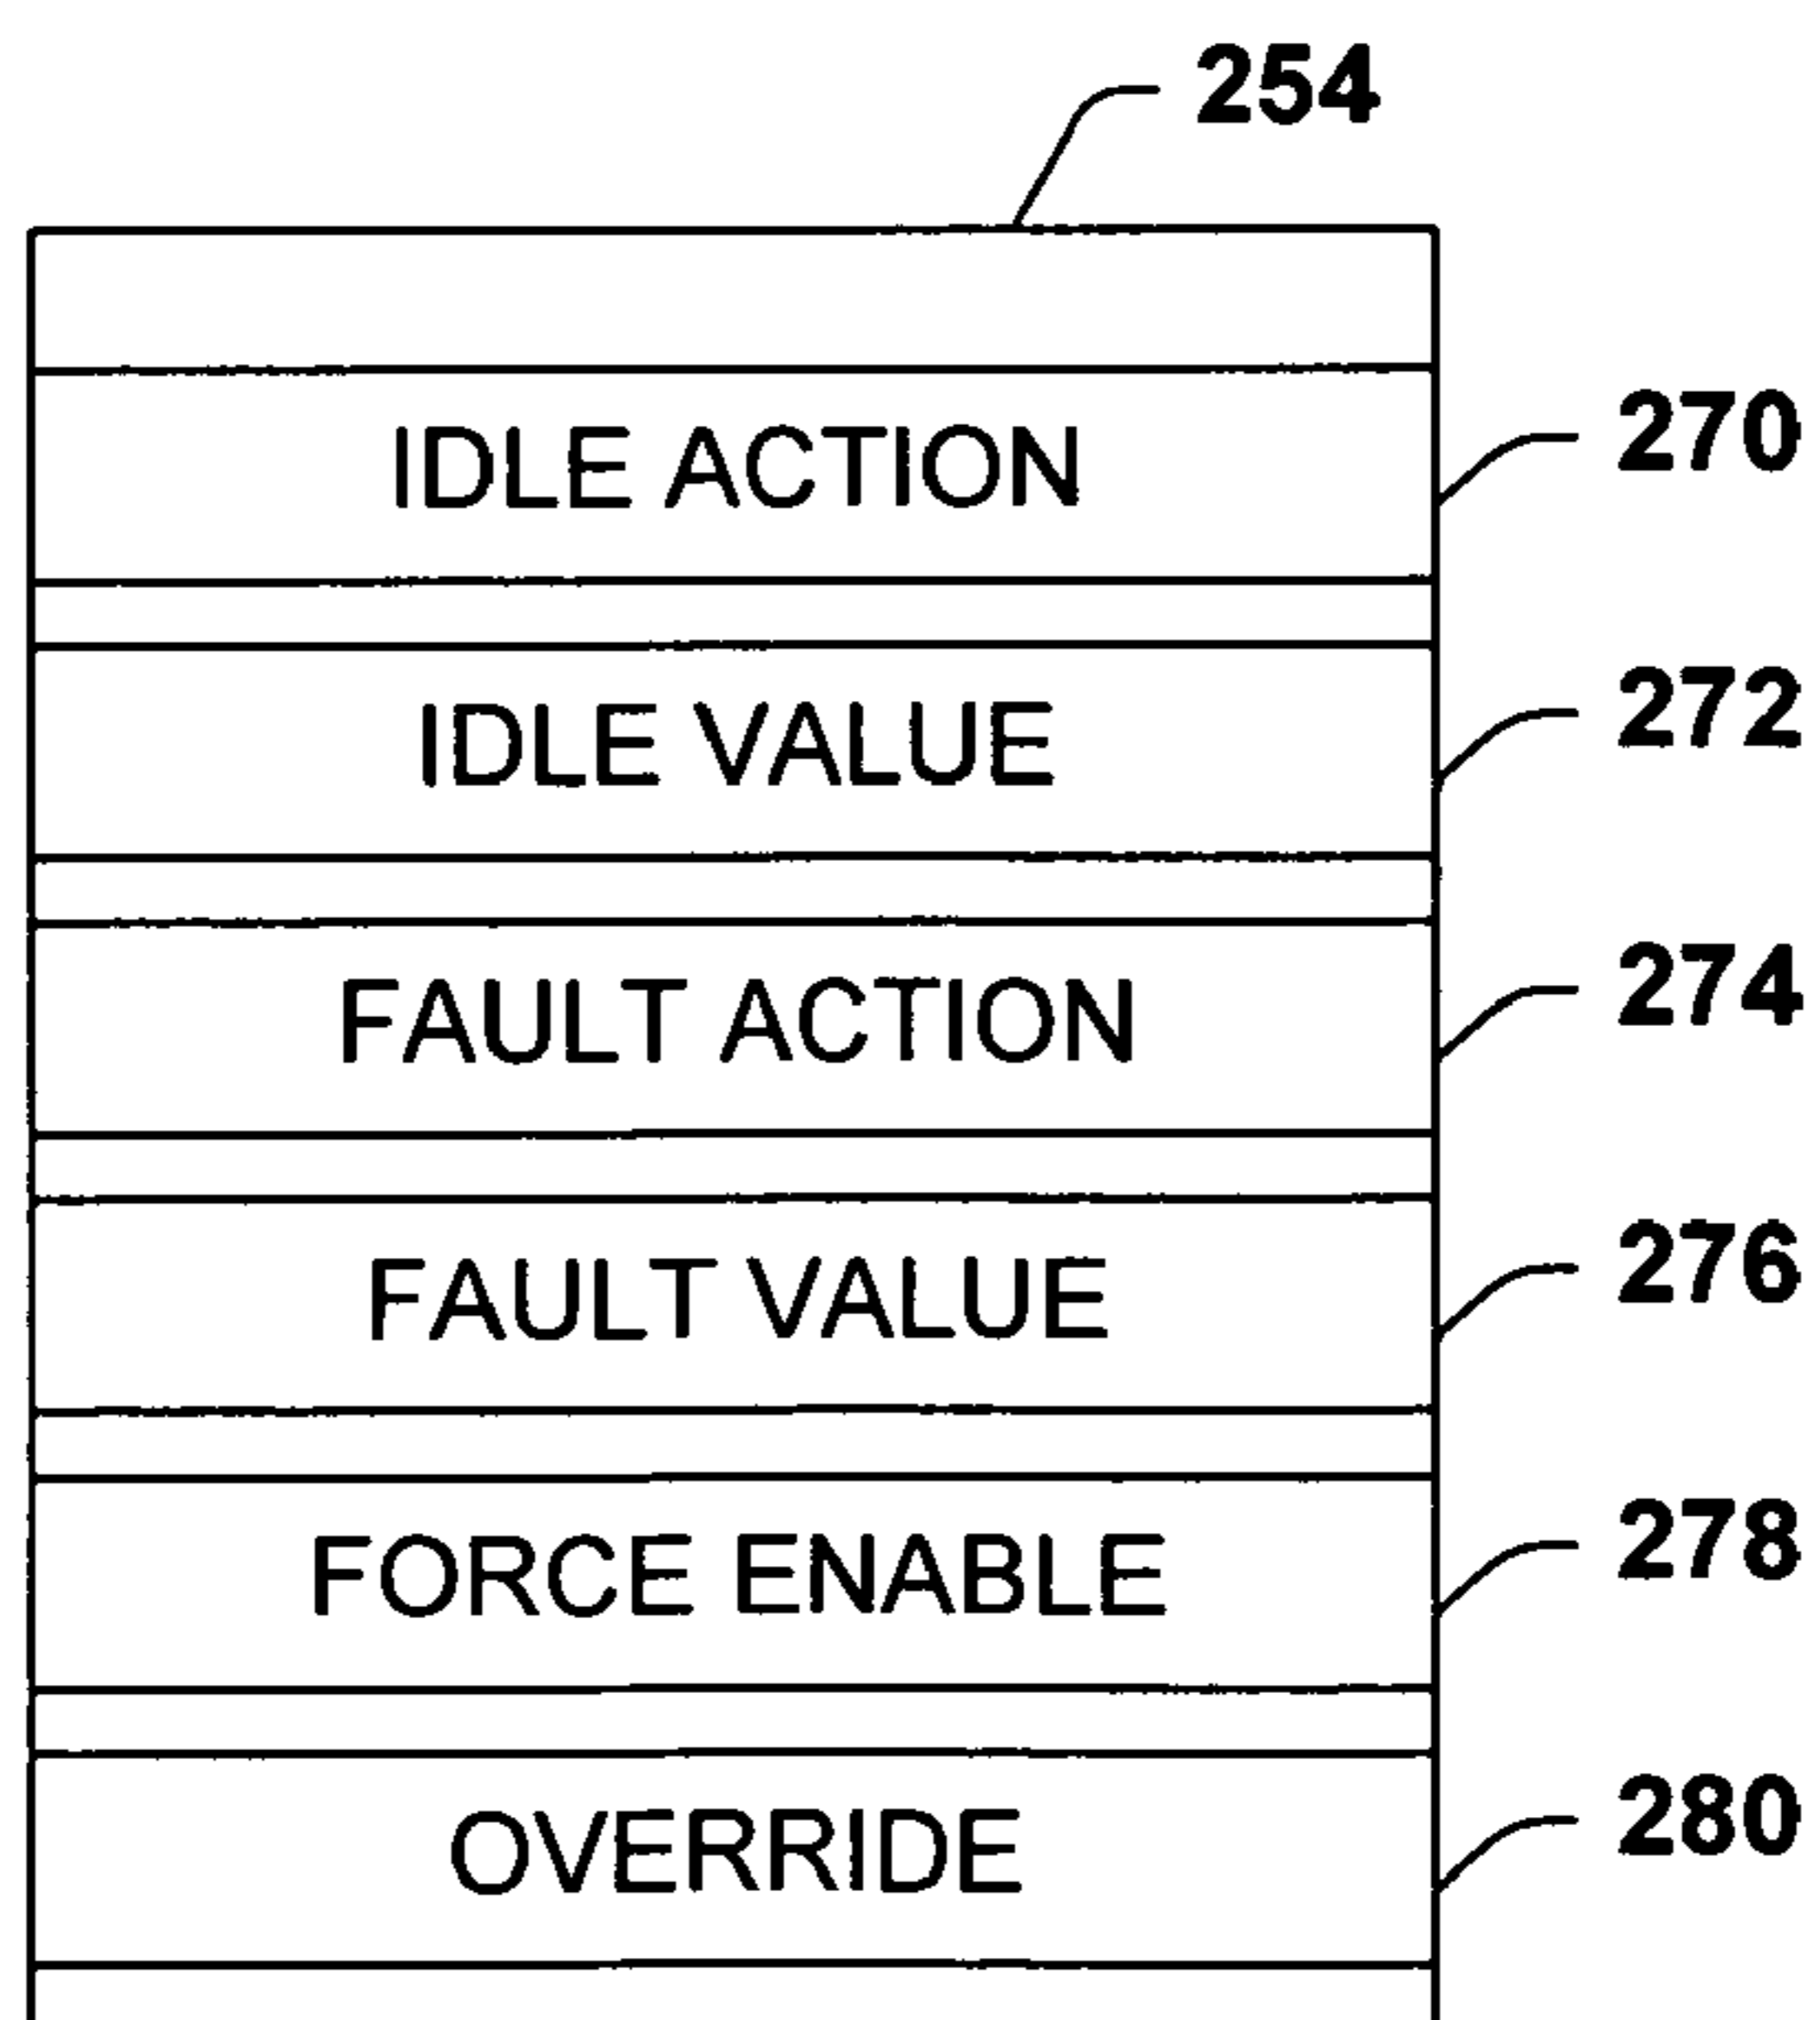 254
IDLE ACTION 270
IDLE VALUE 272
FAULT ACTION 274
FAULT VALUE 276
FORCE ENABLE 278
OVERRIDE 280